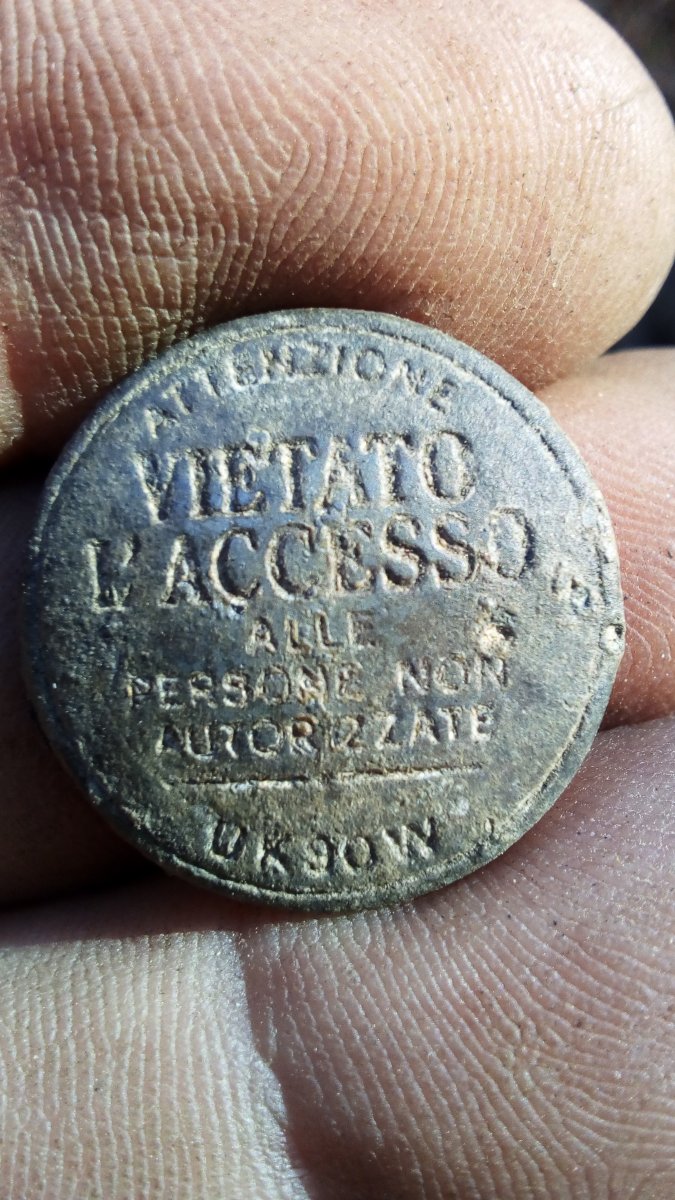 ATTENZIONE
VIETATO
L'ACCESSO
ALLE
PERSONE NON
AUTORIZZATE